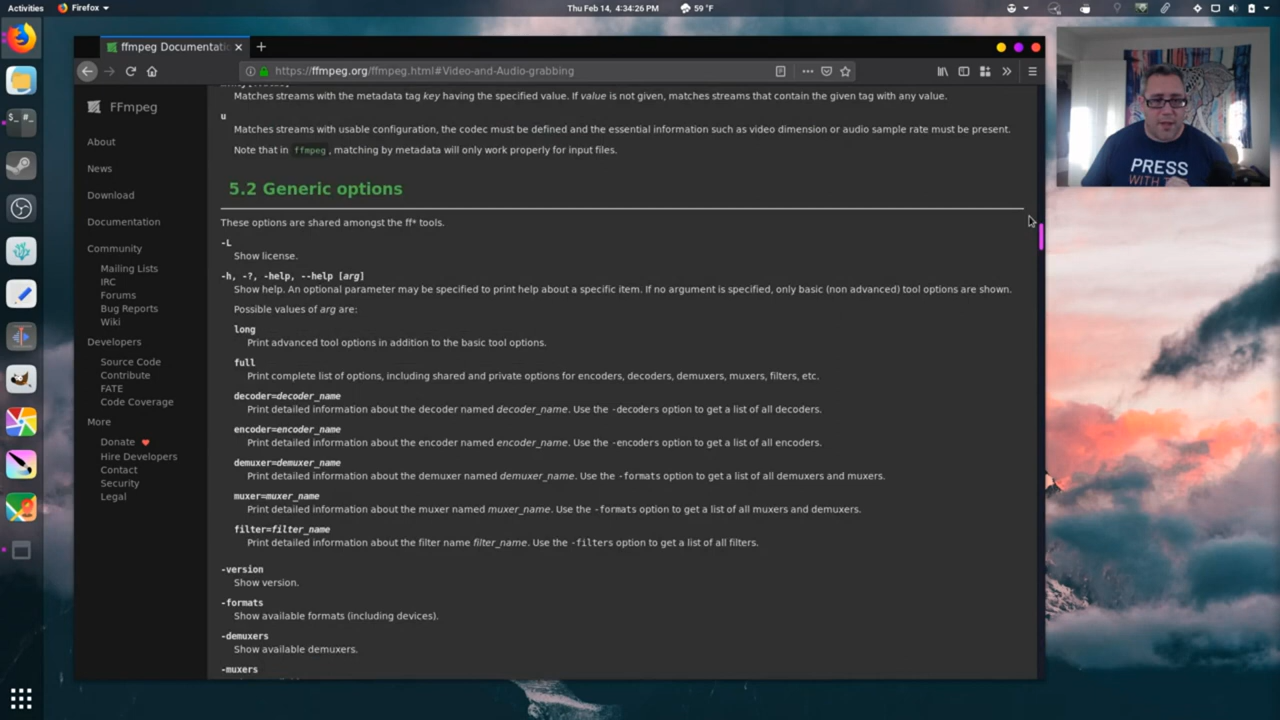 Activities
Firefox
Thu Feb 14, 4:34:26 PM
59 °F
ffmpeg Documentati
https://ffmpeg.org/ffmpeg.html#Video-and-Audio-grabbing
FFmpeg
About
News
Download
Documentation
Community
Mailing Lists
IRC
Forums
Bug Reports
Wiki
Developers
Source Code
Contribute
FATE
Code Coverage
More
Donate
Hire Developers
Contact
Security
Legal
Matches streams with the metadata tag key having the specified value. If value is not given, matches streams that contain the given tag with any value.
u
Matches streams with usable configuration, the codec must be defined and the essential information such as video dimension or audio sample rate must be present.
Note that in ffmpeg, matching by metadata will only work properly for input files.
5.2 Generic options
These options are shared amongst the ff* tools.
-L
Show license.
-h, -?, -help, --help [arg]
Show help. An optional parameter may be specified to print help about a specific item. If no argument is specified, only basic (non advanced) tool options are shown.
Possible values of arg are:
long
Print advanced tool options in addition to the basic tool options.
full
Print complete list of options, including shared and private options for encoders, decoders, demuxers, muxers, filters, etc.
decoder=decoder_name
Print detailed information about the decoder named decoder_name. Use the -decoders option to get a list of all decoders.
encoder=encoder_name
Print detailed information about the encoder named encoder_name. Use the -encoders option to get a list of all encoders.
demuxer=demuxer_name
Print detailed information about the demuxer named demuxer_name. Use the -formats option to get a list of all demuxers and muxers.
muxer=muxer_name
Print detailed information about the muxer named muxer_name. Use the -formats option to get a list of all muxers and demuxers.
filter=filter_name
Print detailed information about the filter name filter_name. Use the -filters option to get a list of all filters.
-version
Show version.
-formats
Show available formats (including devices).
-demuxers
Show available demuxers.
-muxers
PRESS
WITH